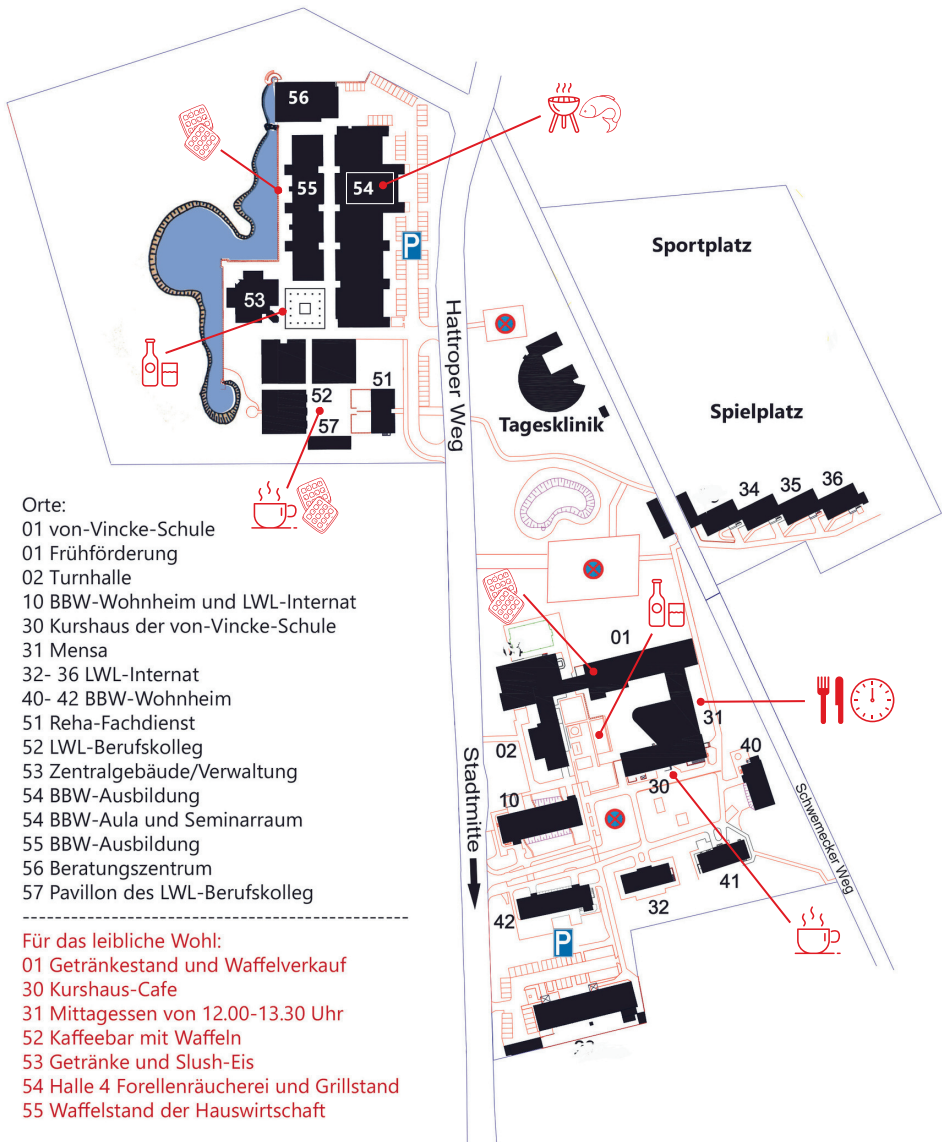 56
55
54
P
Sportplatz
53
Hattroper Weg
51
52
57
Tagesklinik
Spielplatz
34
35
36
Orte:
01 von-Vincke-Schule
01 Frühförderung
02 Turnhalle
10 BBW-Wohnheim und LWL-Internat
30 Kurshaus der von-Vincke-Schule
31 Mensa
32- 36 LWL-Internat
40- 42 BBW-Wohnheim
51 Reha-Fachdienst
52 LWL-Berufskolleg
53 Zentralgebäude/Verwaltung
54 BBW-Ausbildung
54 BBW-Aula und Seminarraum
55 BBW-Ausbildung
56 Beratungszentrum
57 Pavillon des LWL-Berufskolleg
--------------------------------------------------
Für das leibliche Wohl:
01 Getränkestand und Waffelverkauf
30 Kurshaus-Cafe
31 Mittagessen von 12.00-13.30 Uhr
52 Kaffeebar mit Waffeln
53 Getränke und Slush-Eis
54 Halle 4 Forellenräucherei und Grillstand
55 Waffelstand der Hauswirtschaft
01
31
02
40
30
10
Stadtmitte
Schwemecker Weg
41
32
42
P